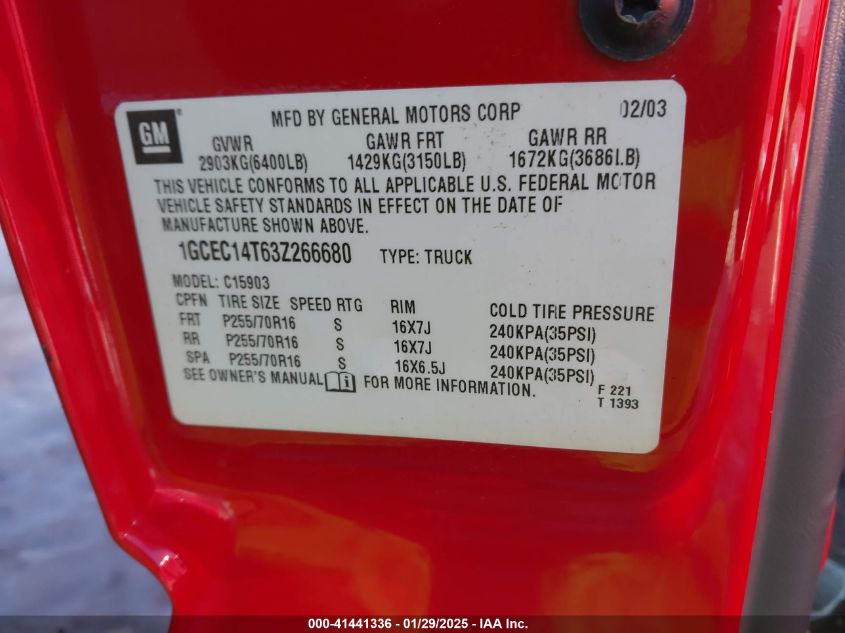 MFD BY GENERAL MOTORS CORP 02/03
GM
GVWR GAWR FRT GAWR RR
2903KG(6400LB) 1429KG(3150LB) 1672KG(3686LB)
THIS VEHICLE CONFORMS TO ALL APPLICABLE U.S. FEDERAL MOTOR
VEHICLE SAFETY STANDARDS IN EFFECT ON THE DATE OF
MANUFACTURE SHOWN ABOVE.
1GCEC14T63Z266680 TYPE: TRUCK
MODEL: C15903
CPFN TIRE SIZE SPEED RTG RIM COLD TIRE PRESSURE
FRT P255/70R16 S 16X7J 240KPA(35PSI)
RR P255/70R16 S 16X7J 240KPA(35PSI)
SPA P255/70R16 S 16X6.5J 240KPA(35PSI)
SEE OWNER'S MANUAL i FOR MORE INFORMATION.
F 221
T 1393
000-41441336 - 01/29/2025 - IAA Inc.